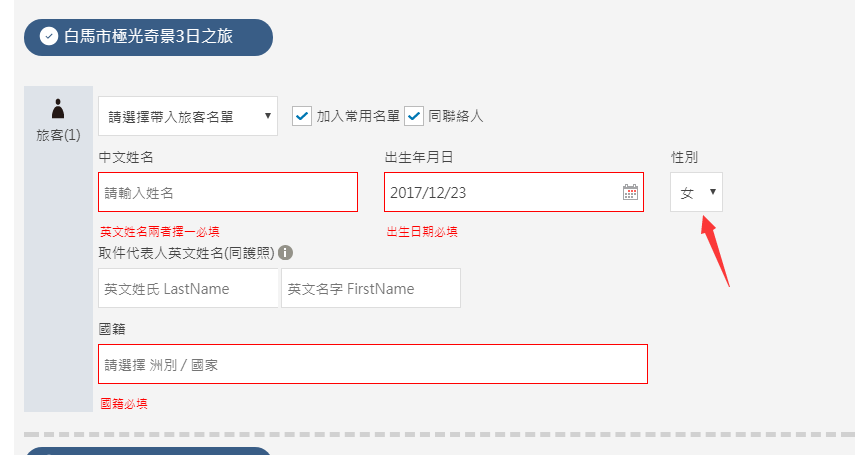 白馬市極光奇景3日之旅
旅客(1)
請選擇帶入旅客名單 加入常用名單 同聯絡人
中文姓名 出生年月日 性別
請輸入姓名 2017/12/23 女
英文姓名兩者擇一必填 出生日期必填
取件代表人英文姓名(同護照)
英文姓氏 LastName 英文名字 FirstName
國籍
請選擇 洲別 / 國家
國籍必填